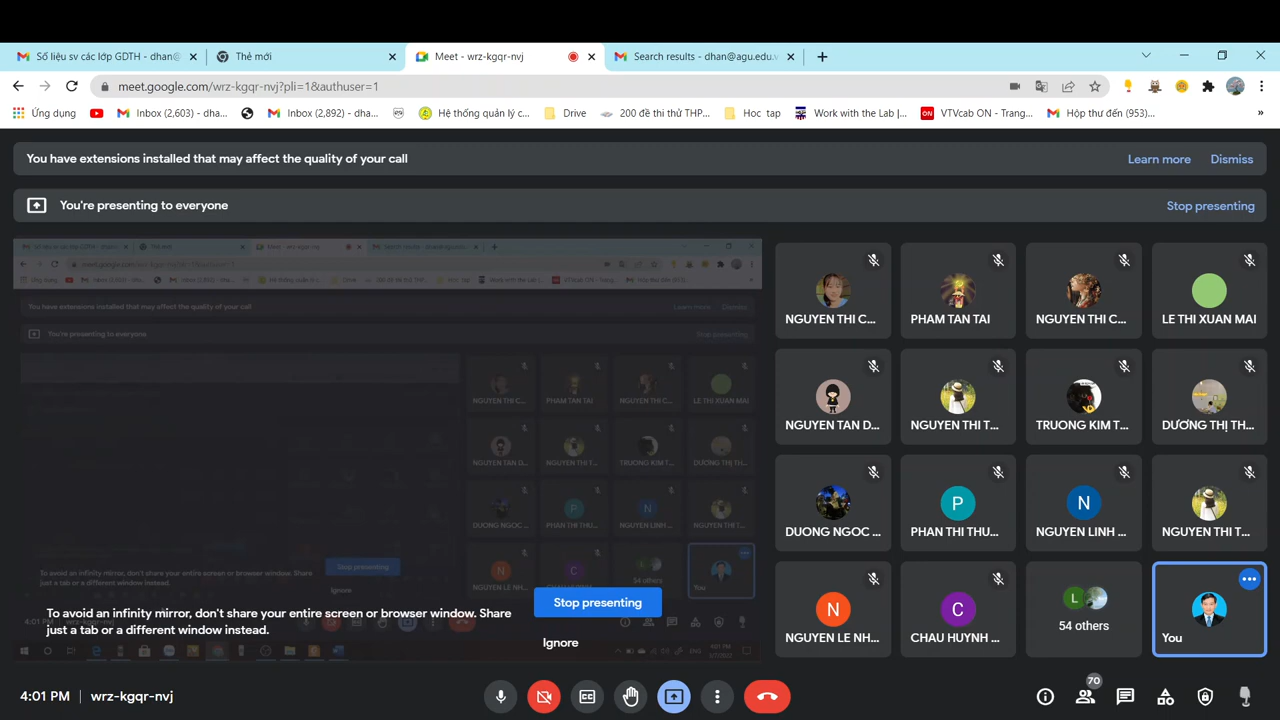 Số liệu sv các lớp GDTH - dhan@
Thẻ mới
Meet - wrz-kgqr-nvj
Search results - dhan@agu.edu.v
meet.google.com/wrz-kgqr-nvj?pli=1&authuser=1
Ứng dụng
Inbox (2,603) - dha...
Inbox (2,892) - dha...
Hệ thống quản lý c...
Drive
200 đề thi thử THP...
Hoc tap
Work with the Lab |...
VTVcab ON - Trang...
Hộp thư đến (953)...
You have extensions installed that may affect the quality of your call
Learn more
Dismiss
You're presenting to everyone
Stop presenting
NGUYEN THI C...
PHAM TAN TAI
NGUYEN THI C...
LE THI XUAN MAI
NGUYEN TAN D...
NGUYEN THI T...
TRUONG KIM T...
DƯƠNG THỊ TH...
DUONG NGOC ...
P
PHAN THI THU...
N
NGUYEN LINH ...
NGUYEN THI T...
N
NGUYEN LE NH...
C
CHAU HUYNH ...
L
54 others
You
To avoid an infinity mirror, don't share your entire screen or browser window. Share
just a tab or a different window instead.
Stop presenting
Ignore
4:01 PM
wrz-kgqr-nvj
70